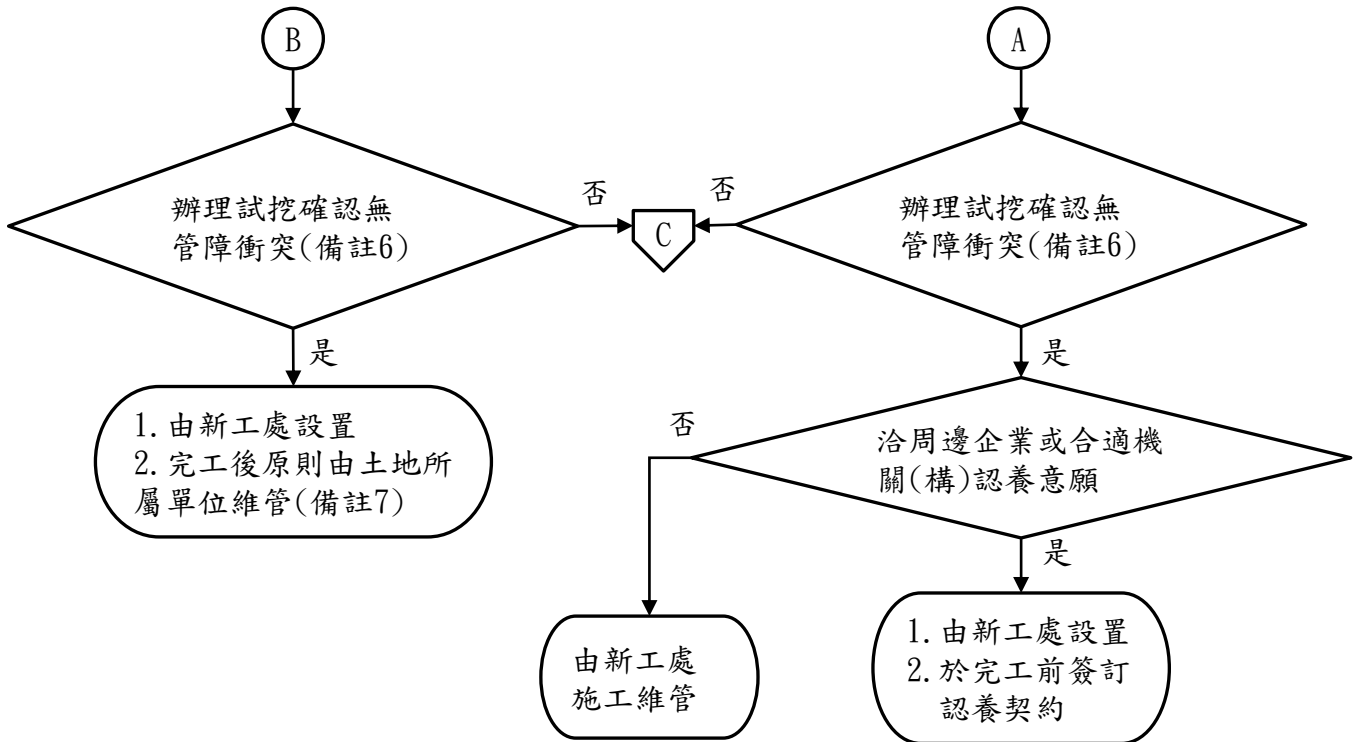 B
A
辦理試挖確認無
管障衝突(備註6)
否
C
否
辦理試挖確認無
管障衝突(備註6)
是
是
1.由新工處設置
2.完工後原則由土地所
屬單位維管(備註7)
否
洽周邊企業或合適機
關(構)認養意願
是
由新工處
施工維管
1.由新工處設置
2.於完工前簽訂
認養契約